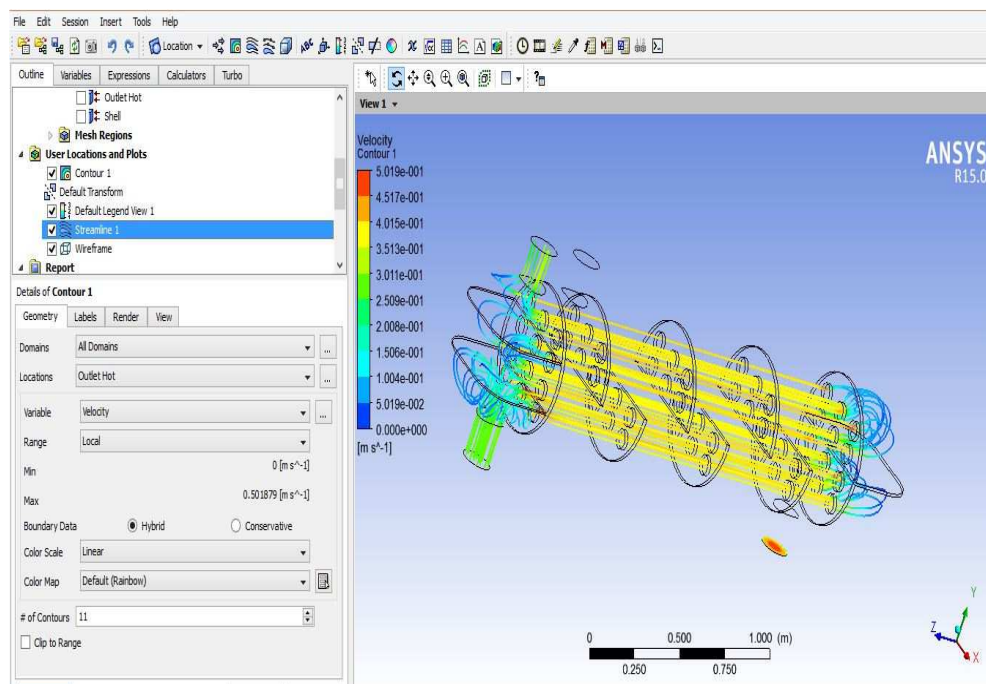 File Edit Session Insert Tools Help
Location
Outline Variables Expressions Calculators Turbo
Outlet Hot
Shell
Mesh Regions
User Locations and Plots
Contour 1
Default Transform
Default Legend View 1
Streamline 1
Wireframe
Report
Details of Contour 1
Geometry Labels Render View
Domains All Domains ...
Locations Outlet Hot ...
Variable Velocity ...
Range Local
Min 0 [m s^-1]
Max 0.501879 [m s^-1]
Boundary Data Hybrid Conservative
Color Scale Linear
Color Map Default (Rainbow)
# of Contours 11
Clip to Range
View 1
Velocity
Contour 1
5.019e-001
4.517e-001
4.015e-001
3.513e-001
3.011e-001
2.509e-001
2.008e-001
1.506e-001
1.004e-001
5.019e-002
0.000e+000
[m s^-1]
ANSYS
R15.0
0 0.500 1.000 (m)
0.250 0.750
Y
Z
X